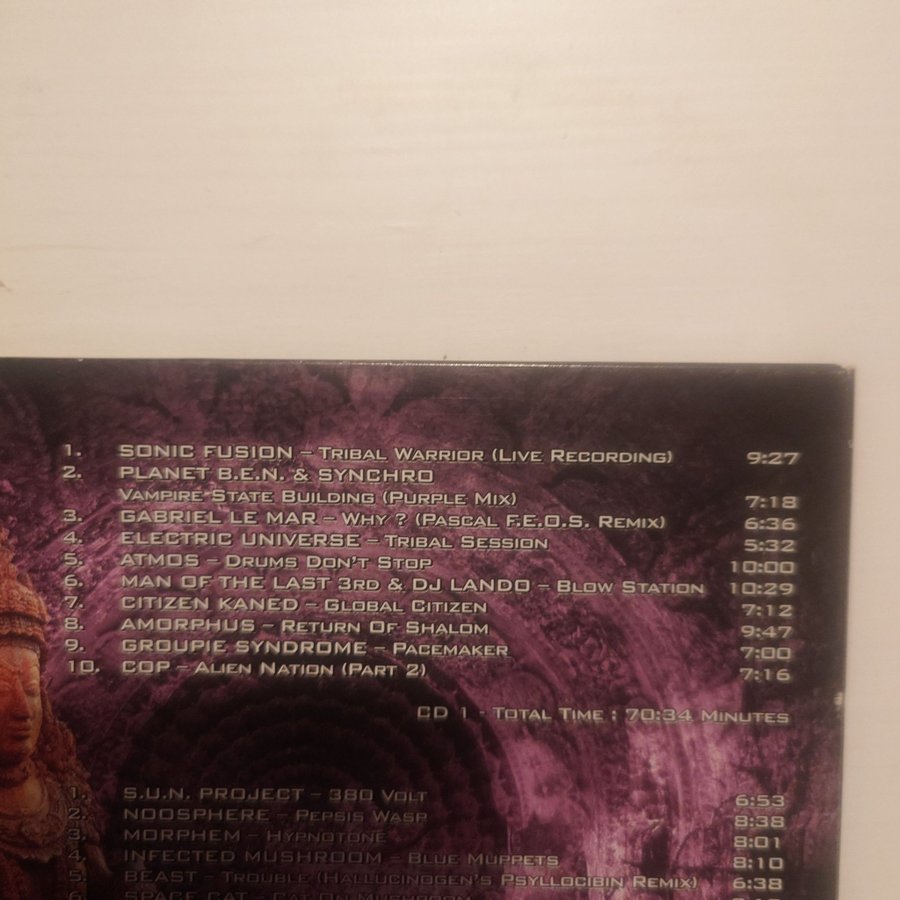 1. SONIC FUSION – TRIBAL WARRIOR (LIVE RECORDING) 9:27
2. PLANET B.E.N. & SYNCHRO
VAMPIRE STATE BUILDING (PURPLE MIX) 7:18
3. GABRIEL LE MAR – WHY ? (PASCAL F.E.O.S. REMIX) 6:36
4. ELECTRIC UNIVERSE – TRIBAL SESSION 5:32
5. ATMOS – DRUMS DON'T STOP 10:00
6. MAN OF THE LAST 3RD & DJ LANDO – BLOW STATION 10:29
7. CITIZEN KANED – GLOBAL CITIZEN 7:12
8. AMORPHUS – RETURN OF SHALOM 9:47
9. GROUPIE SYNDROME – PACEMAKER 7:00
10. COP – ALIEN NATION (PART 2) 7:16
CD 1 - TOTAL TIME : 70:34 MINUTES
1. S.U.N. PROJECT – 380 VOLT 6:53
2. NOOSPHERE – PEPSIS WASP 8:38
3. MORPHEM – HYPNOTONE 8:01
4. INFECTED MUSHROOM – BLUE MUPPETS 8:10
5. BEAST – TROUBLE (HALLUCINOGEN'S PSYLLOCIBIN REMIX) 6:38
6. SPACE CAT –